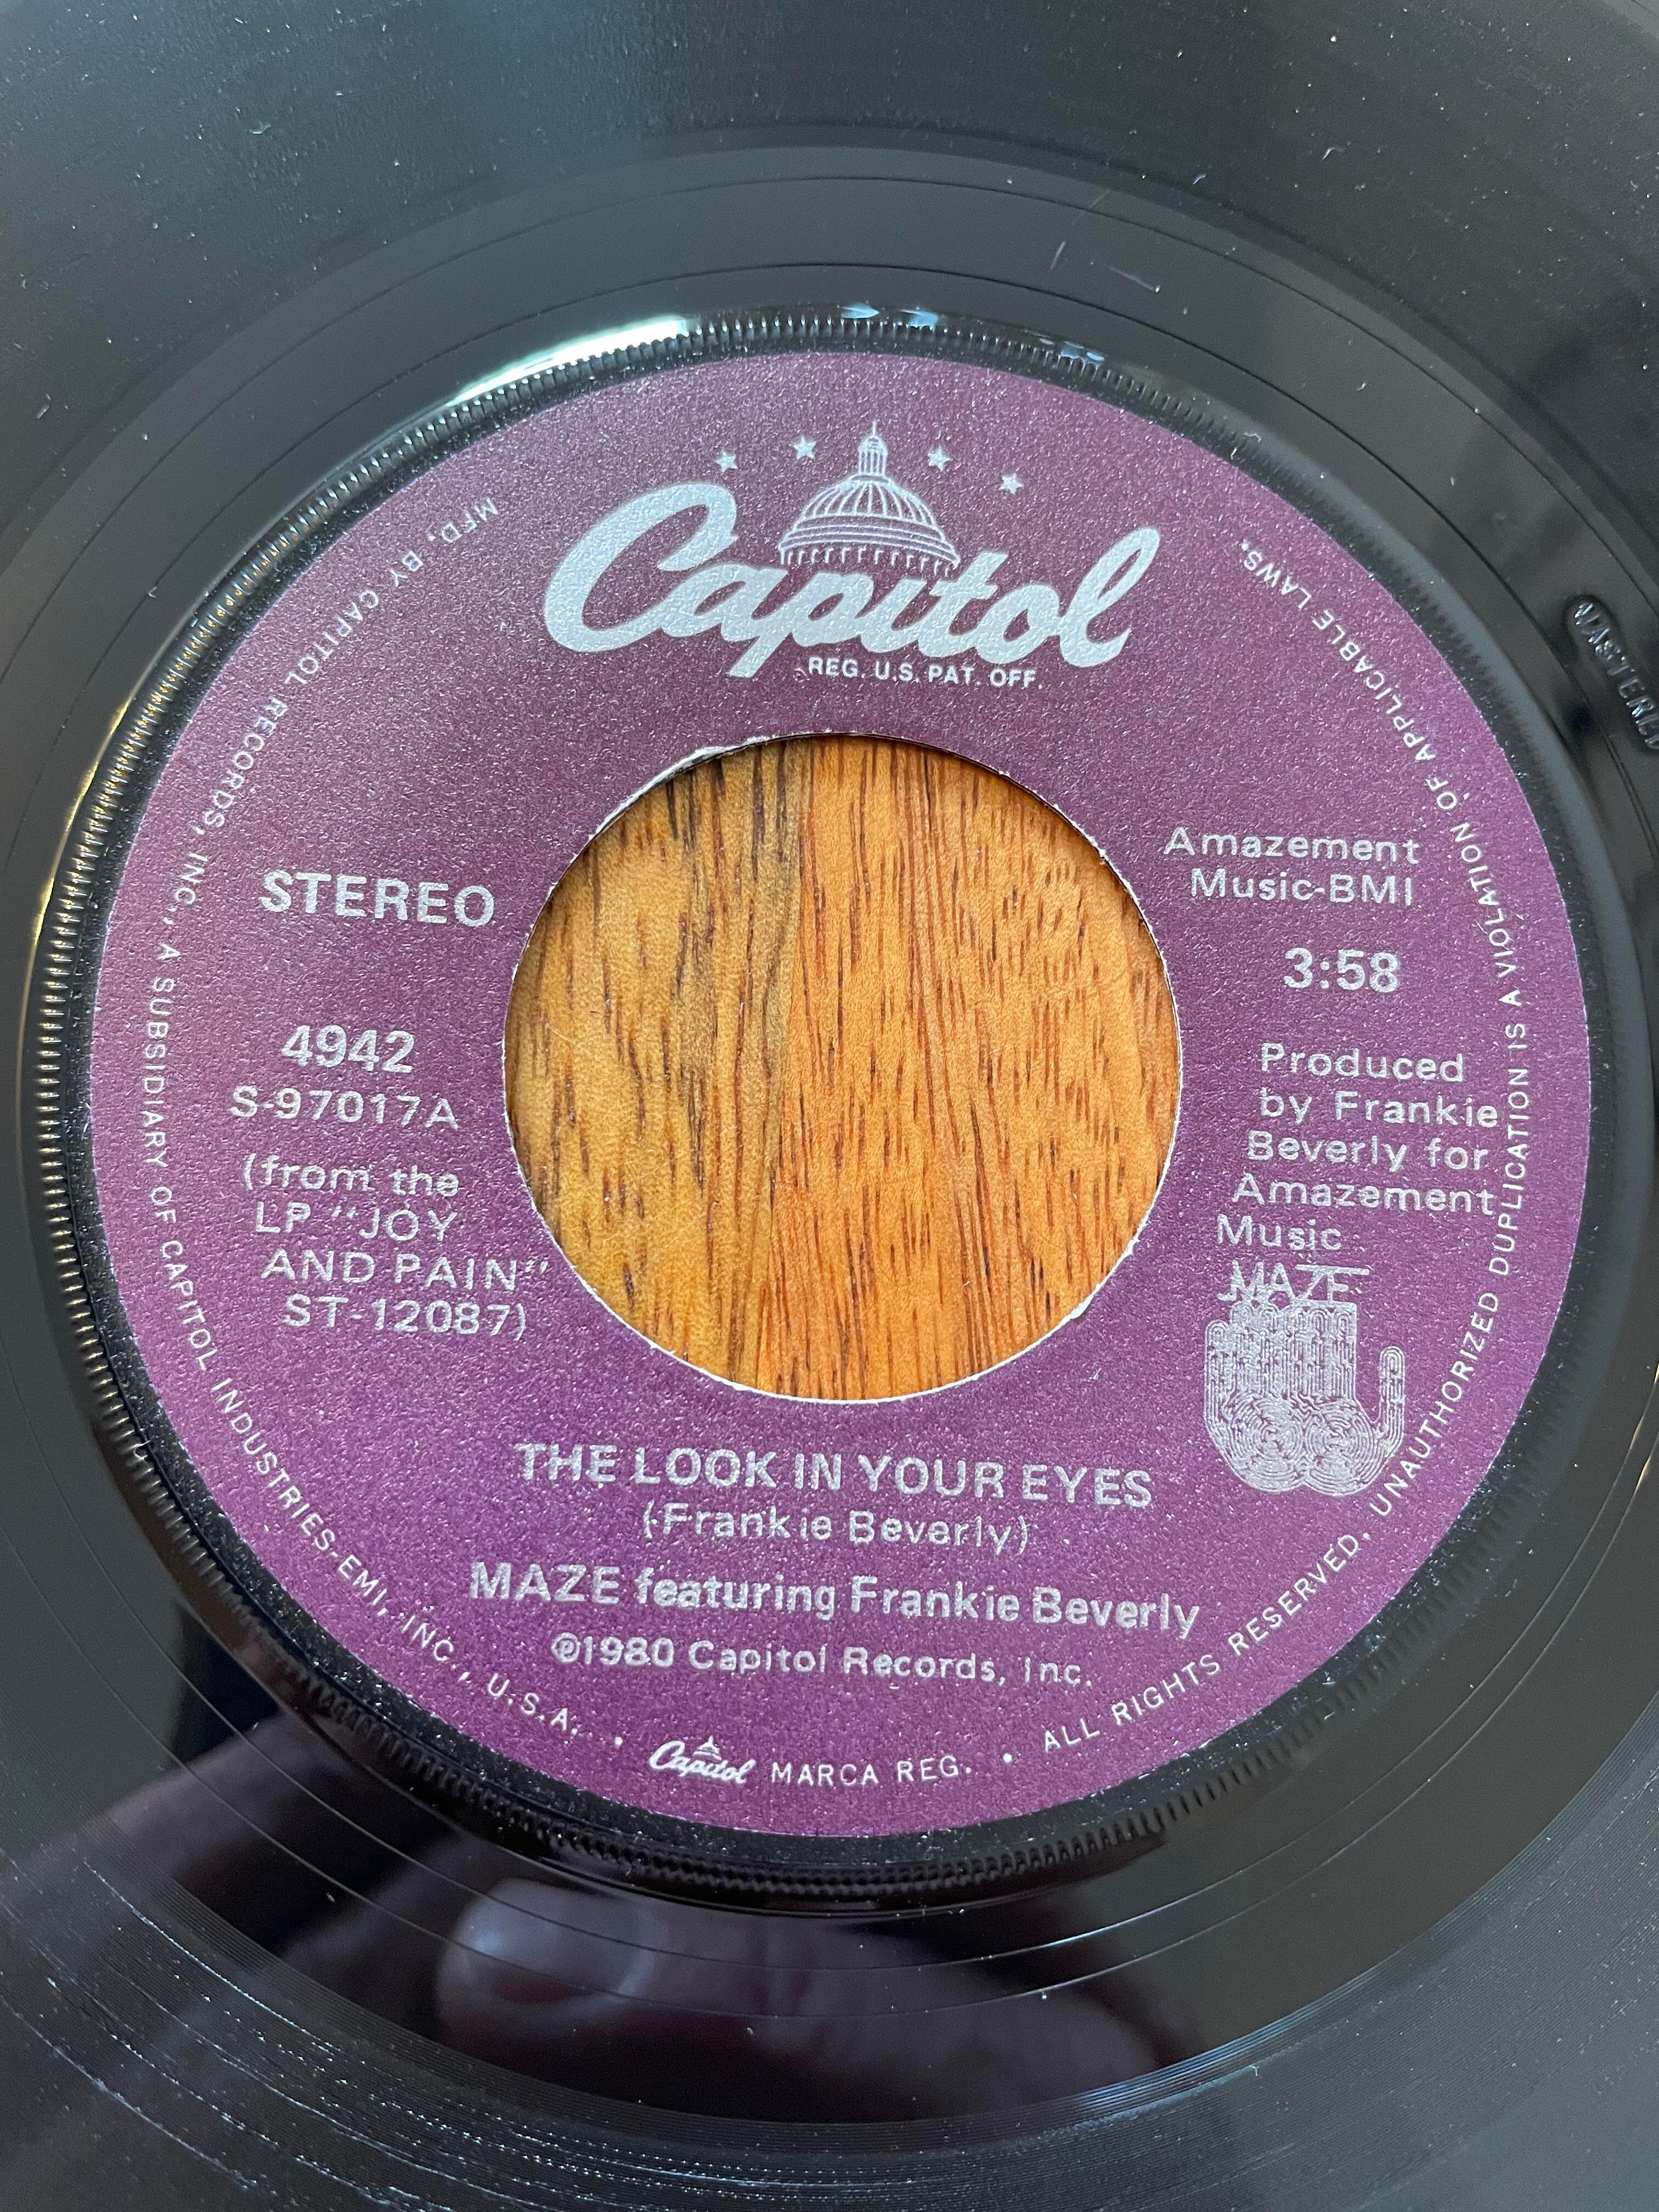 Capitol
REG. U.S. PAT. OFF.
STEREO
4942
S-97017A
(from the
LP "JOY
AND PAIN"
ST-12087)
Amazement
Music-BMI
3:58
Produced
by Frankie
Beverly for
Amazement
Music
MAZE
THE LOOK IN YOUR EYES
(Frankie Beverly)
MAZE featuring Frankie Beverly
℗1980 Capitol Records, Inc.
MFD. BY CAPITOL RECORDS, INC., A SUBSIDIARY OF CAPITOL INDUSTRIES-EMI, INC., U.S.A. • Capitol MARCA REG. • ALL RIGHTS RESERVED. UNAUTHORIZED DUPLICATION IS A VIOLATION OF APPLICABLE LAWS.